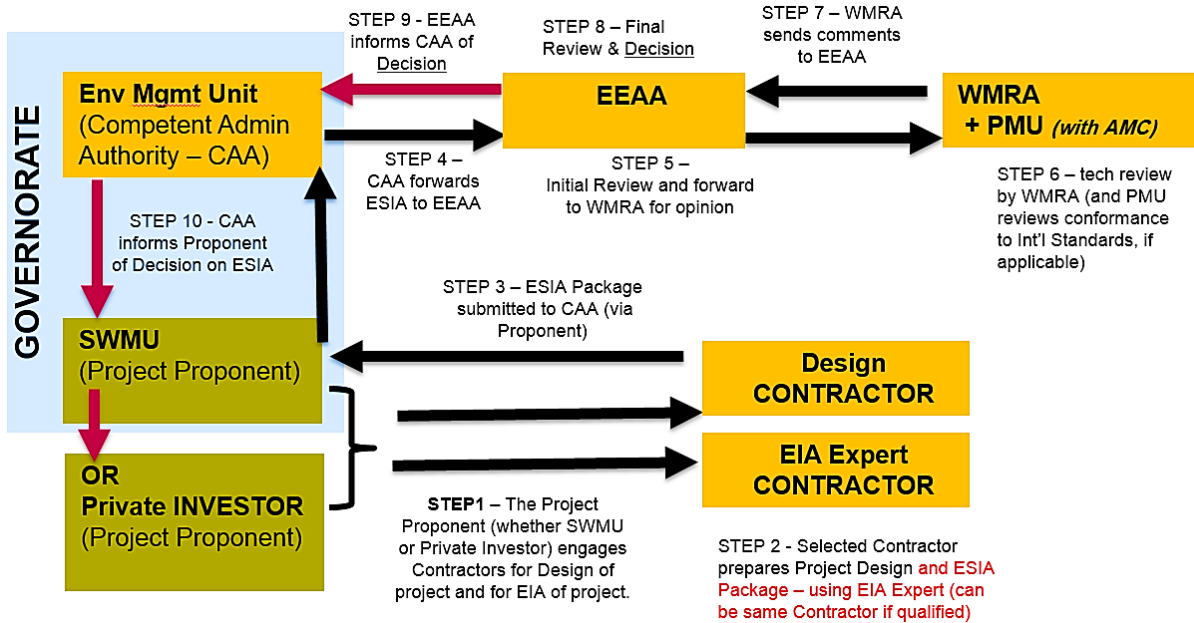 STEP 9 - EEAA
informs CAA of
Decision
STEP 8 – Final
Review & Decision
STEP 7 – WMRA
sends comments
to EEAA
GOVERNORATE
Env Mgmt Unit
(Competent Admin
Authority – CAA)
EEAA
WMRA
+ PMU (with AMC)
STEP 4 –
CAA forwards
ESIA to EEAA
STEP 5 –
Initial Review and forward
to WMRA for opinion
STEP 6 – tech review
by WMRA (and PMU
reviews conformance
to Int'l Standards, if
applicable)
STEP 10 - CAA
informs Proponent
of Decision on ESIA
STEP 3 – ESIA Package
submitted to CAA (via
Proponent)
SWMU
(Project Proponent)
Design
CONTRACTOR
EIA Expert
CONTRACTOR
OR
Private INVESTOR
(Project Proponent)
STEP1 – The Project
Proponent (whether SWMU
or Private Investor) engages
Contractors for Design of
project and for EIA of project.
STEP 2 - Selected Contractor
prepares Project Design and ESIA
Package – using EIA Expert (can
be same Contractor if qualified)